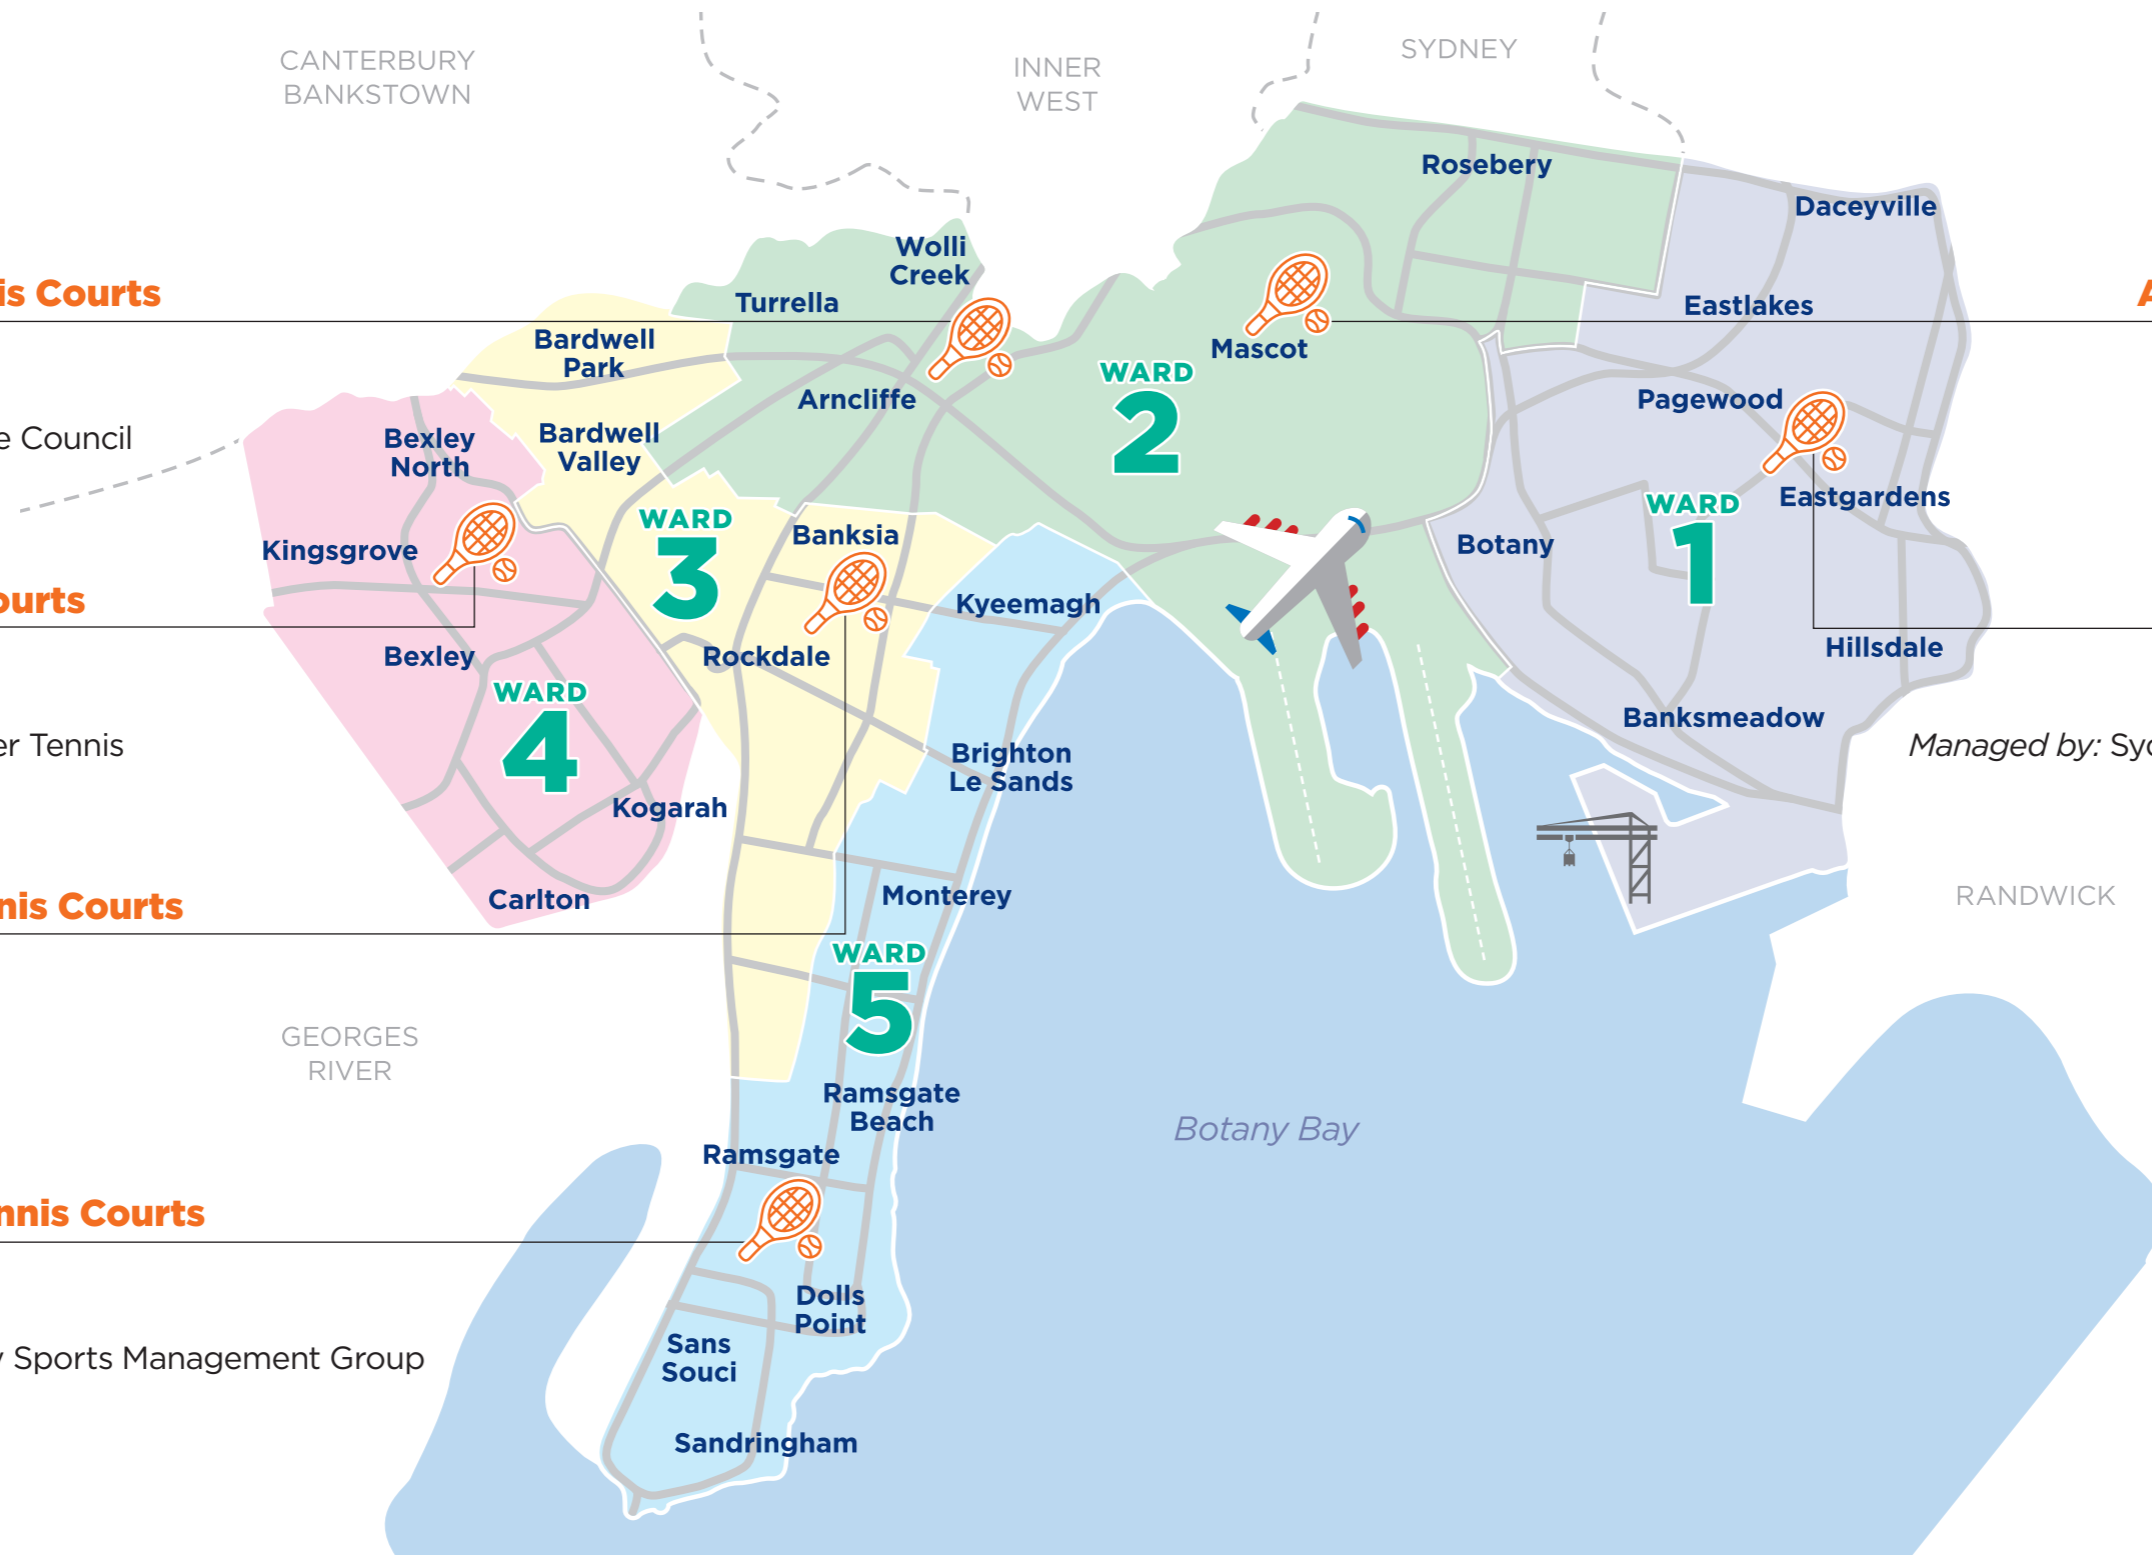 CANTERBURY
BANKSTOWN
INNER
WEST
SYDNEY
Rosebery
Daceyville
Wolli
Creek
is Courts
Turrella
Eastlakes
A
Bardwell
Park
Mascot
WARD
2
Arncliffe
Pagewood
e Council
Bexley
North
Bardwell
Valley
Eastgardens
WARD
1
WARD
3
Banksia
Kingsgrove
Botany
ourts
Kyeemagh
Bexley
Rockdale
Hillsdale
WARD
4
Banksmeadow
er Tennis
Managed by: Syd
Brighton
Le Sands
Kogarah
Carlton
Monterey
RANDWICK
nis Courts
WARD
5
GEORGES
RIVER
Ramsgate
Beach
Botany Bay
Ramsgate
nnis Courts
Dolls
Point
Sans
Souci
y Sports Management Group
Sandringham